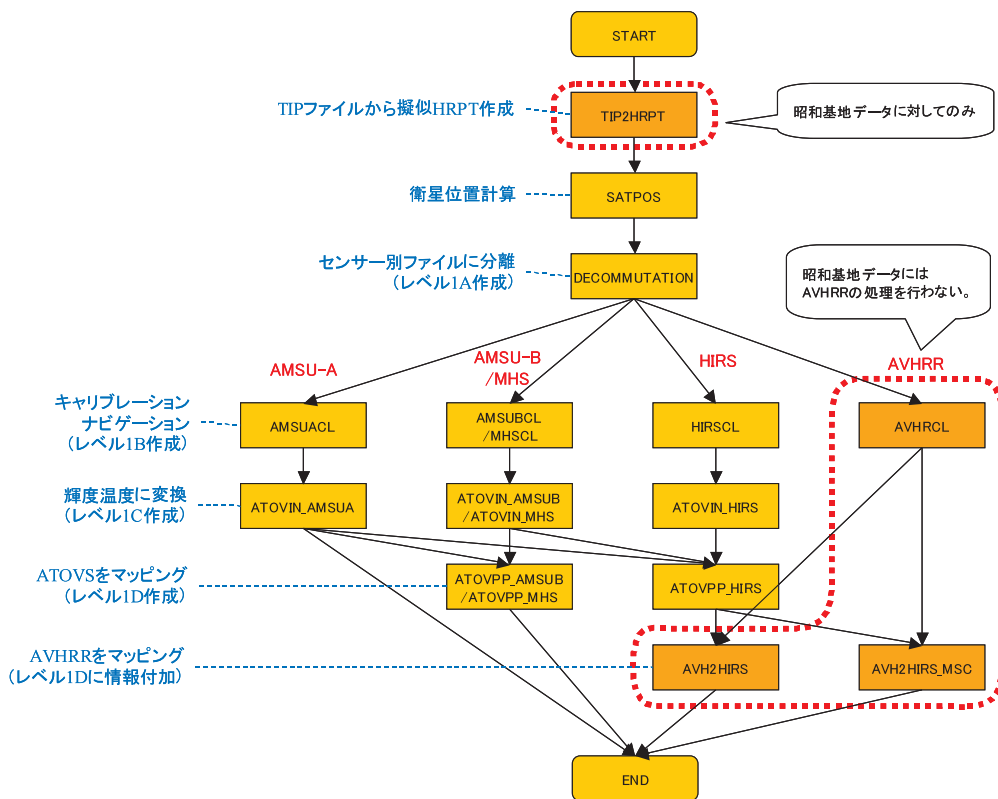 START
TIPファイルから擬似HRPT作成
TIP2HRPT
昭和基地データに対してのみ
衛星位置計算
SATPOS
センサー別ファイルに分離
(レベル1A作成)
DECOMMUTATION
昭和基地データには
AVHRRの処理を行わない。
AMSU-A
AMSU-B
/MHS
HIRS
AVHRR
キャリブレーション
ナビゲーション
(レベル1B作成)
AMSUACL
AMSUBCL
/MHSCL
HIRSCL
AVHRCL
輝度温度に変換
(レベル1C作成)
ATOVIN_AMSUA
ATOVIN_AMSUB
/ATOVIN_MHS
ATOVIN_HIRS
ATOVSをマッピング
(レベル1D作成)
ATOVPP_AMSUB
/ATOVPP_MHS
ATOVPP_HIRS
AVHRRをマッピング
(レベル1Dに情報付加)
AVH2HIRS
AVH2HIRS_MSC
END